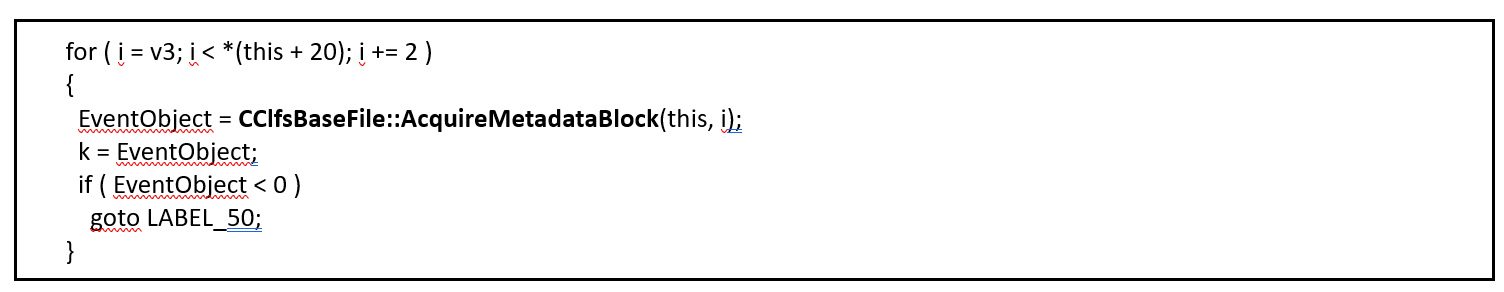 for ( i = v3; i < *(this + 20); i += 2 )
{
EventObject = CClfsBaseFile::AcquireMetadataBlock(this, i);
k = EventObject;
if ( EventObject < 0 )
goto LABEL_50;
}